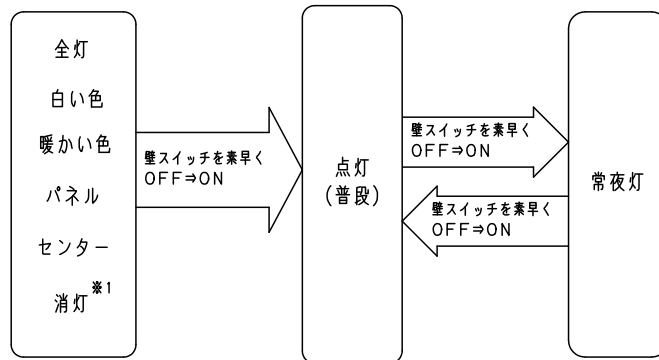 全灯
白い色
暖かい色
パネル
センター
消灯※1
壁スイッチを素早く
OFF⇒ON
点灯
(普段)
壁スイッチを素早く
OFF⇒ON
壁スイッチを素早く
OFF⇒ON
常夜灯